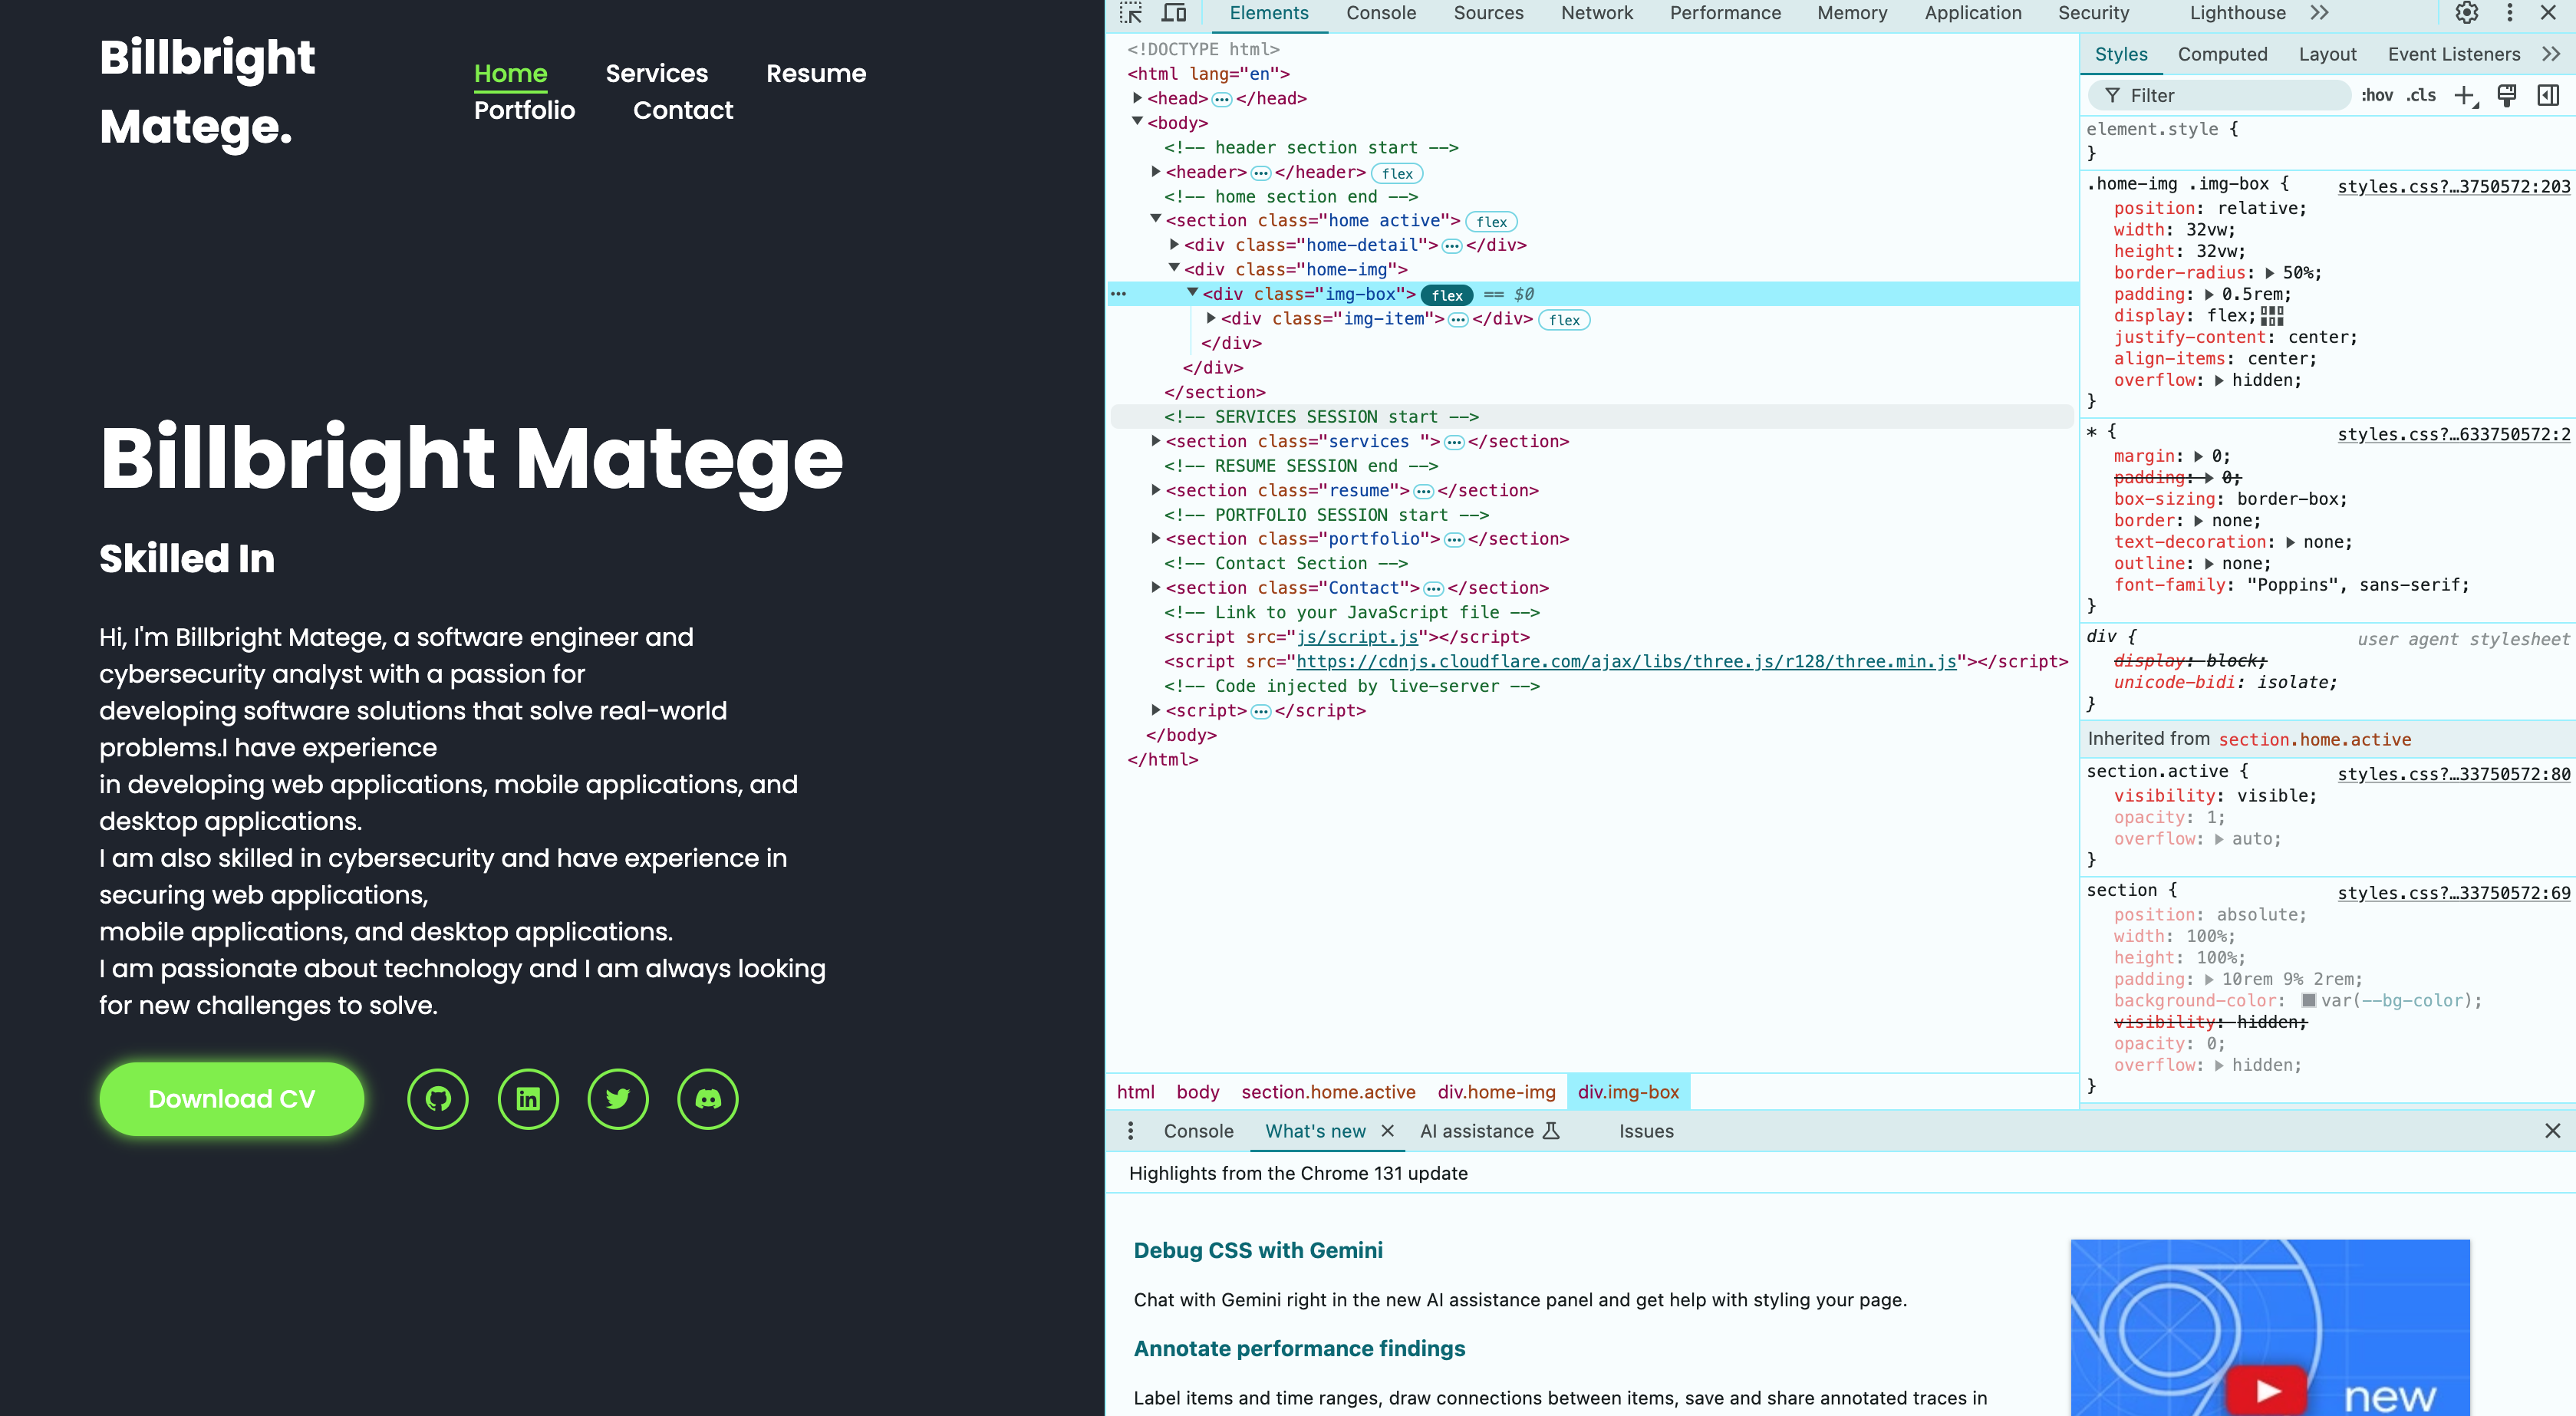 Billbright
Matege.
Home Services Resume
Portfolio Contact
Billbright Matege
Skilled In
Hi, I'm Billbright Matege, a software engineer and
cybersecurity analyst with a passion for
developing software solutions that solve real-world
problems.I have experience
in developing web applications, mobile applications, and
desktop applications.
I am also skilled in cybersecurity and have experience in
securing web applications,
mobile applications, and desktop applications.
I am passionate about technology and I am always looking
for new challenges to solve.
Download CV
Elements Console Sources Network Performance Memory Application Security Lighthouse
<!DOCTYPE html>
<html lang="en">
<head> ... </head>
<body>
<!-- header section start -->
<header> ... </header> flex
<!-- home section end -->
<section class="home active"> flex
<div class="home-detail"> ... </div>
<div class="home-img">
... <div class="img-box"> flex == $0
<div class="img-item"> ... </div> flex
</div>
</div>
</section>
<!-- SERVICES SESSION start -->
<section class="services "> ... </section>
<!-- RESUME SESSION end -->
<section class="resume"> ... </section>
<!-- PORTFOLIO SESSION start -->
<section class="portfolio"> ... </section>
<!-- Contact Section -->
<section class="Contact"> ... </section>
<!-- Link to your JavaScript file -->
<script src="js/script.js"></script>
<script src="https://cdnjs.cloudflare.com/ajax/libs/three.js/r128/three.min.js"></script>
<!-- Code injected by live-server -->
<script> ... </script>
</body>
</html>
html body section.home.active div.home-img div.img-box
Styles Computed Layout Event Listeners
Filter :hov .cls
element.style {
}
.home-img .img-box { styles.css?…3750572:203
position: relative;
width: 32vw;
height: 32vw;
border-radius: 50%;
padding: 0.5rem;
display: flex;
justify-content: center;
align-items: center;
overflow: hidden;
}
* { styles.css?…633750572:2
margin: 0;
padding: 0;
box-sizing: border-box;
border: none;
text-decoration: none;
outline: none;
font-family: "Poppins", sans-serif;
}
div { user agent stylesheet
display: block;
unicode-bidi: isolate;
}
Inherited from section.home.active
section.active { styles.css?…33750572:80
visibility: visible;
opacity: 1;
overflow: auto;
}
section { styles.css?…33750572:69
position: absolute;
width: 100%;
height: 100%;
padding: 10rem 9% 2rem;
background-color: var(--bg-color);
visibility: hidden;
opacity: 0;
overflow: hidden;
}
Console What's new AI assistance Issues
Highlights from the Chrome 131 update
Debug CSS with Gemini
Chat with Gemini right in the new AI assistance panel and get help with styling your page.
Annotate performance findings
Label items and time ranges, draw connections between items, save and share annotated traces in
new